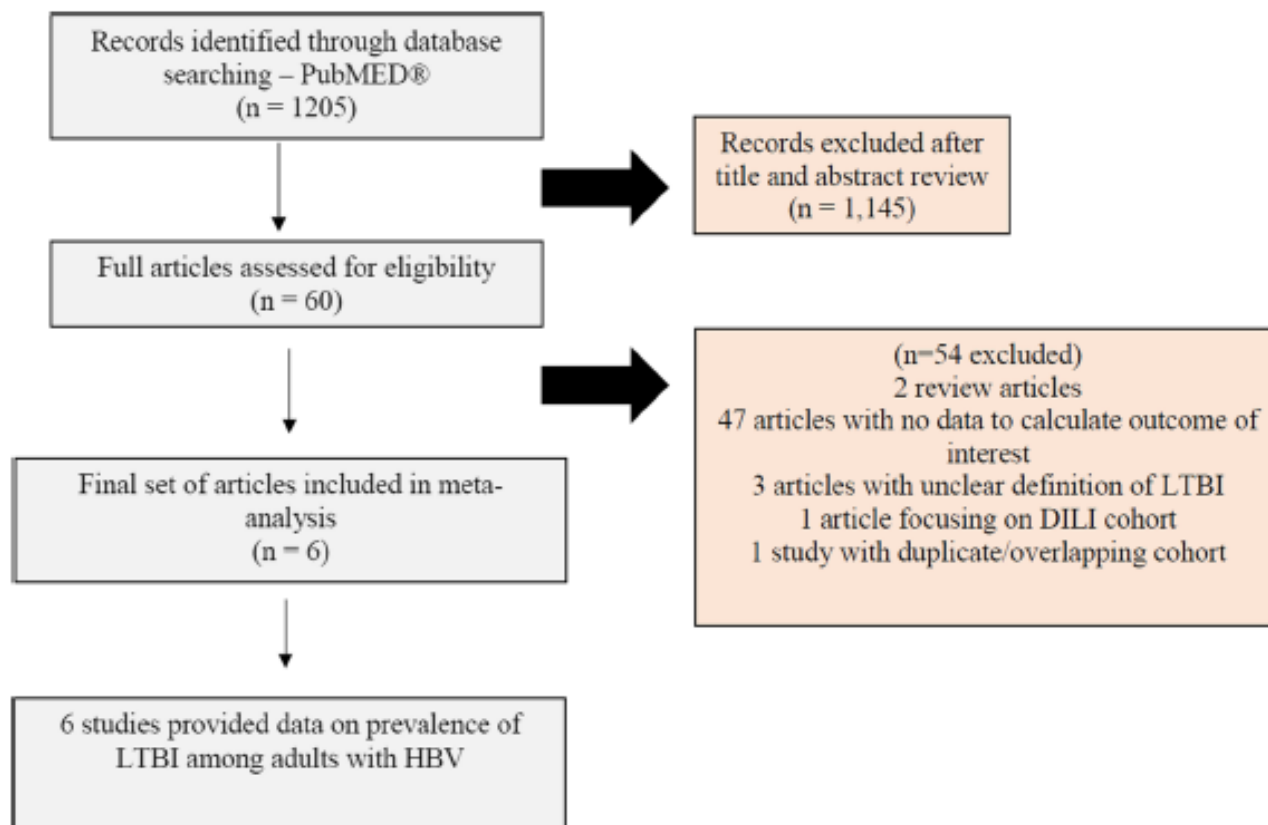 Records identified through database
searching – PubMED®
(n = 1205)
Records excluded after
title and abstract review
(n = 1,145)
Full articles assessed for eligibility
(n = 60)
(n=54 excluded)
2 review articles
47 articles with no data to calculate outcome of
interest
3 articles with unclear definition of LTBI
1 article focusing on DILI cohort
1 study with duplicate/overlapping cohort
Final set of articles included in meta-
analysis
(n = 6)
6 studies provided data on prevalence of
LTBI among adults with HBV